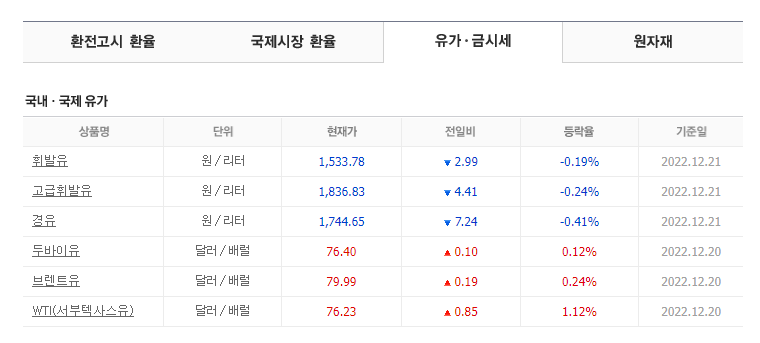 환전고시 환율 국제시장 환율 유가·금시세 원자재
국내·국제 유가
상품명 단위 현재가 전일비 등락율 기준일
휘발유 원/리터 1,533.78 ▼ 2.99 -0.19% 2022.12.21
고급휘발유 원/리터 1,836.83 ▼ 4.41 -0.24% 2022.12.21
경유 원/리터 1,744.65 ▼ 7.24 -0.41% 2022.12.21
두바이유 달러/배럴 76.40 ▲ 0.10 0.12% 2022.12.20
브렌트유 달러/배럴 79.99 ▲ 0.19 0.24% 2022.12.20
WTI(서부텍사스유) 달러/배럴 76.23 ▲ 0.85 1.12% 2022.12.20